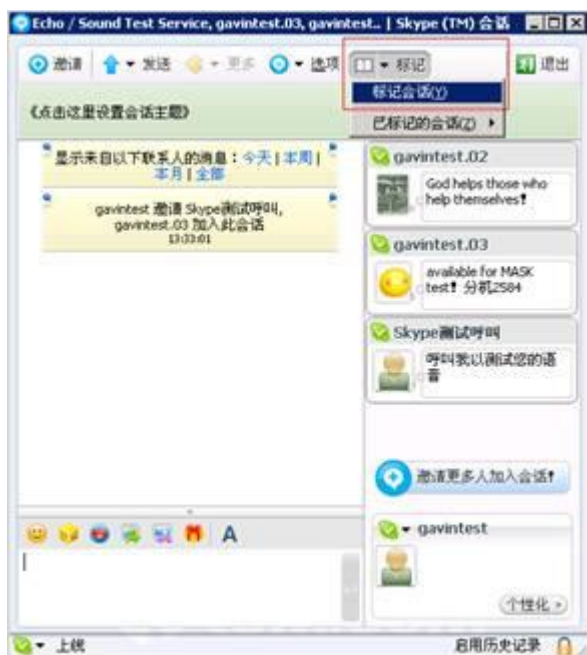 Echo / Sound Test Service, gavintest.03, gavintest.. | Skype (TM) 会话
邀请 发送 更多 选项 标记 退出
标记会话(Y)
已标记的会话(Z)
《点击这里设置会话主题》
显示来自以下联系人的消息：今天 | 本周 |
本月 | 全部
gavintest 邀请 Skype测试呼叫,
gavintest.03 加入此会话
13:33:01
gavintest.02
God helps those who
help themselves!
gavintest.03
available for MASK
test! 分机2584
Skype测试呼叫
呼叫我以测试您的语
音
邀请更多人加入会话!
gavintest
个性化
A
上线
启用历史记录